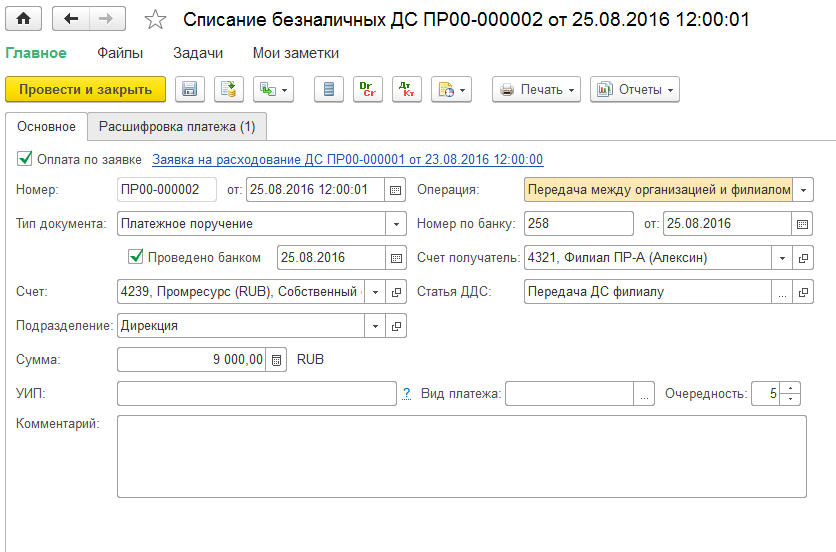 Списание безналичных ДС ПР00-000002 от 25.08.2016 12:00:01
Главное Файлы Задачи Мои заметки
Провести и закрыть Dr Cr Дт Кт Печать Отчеты
Основное Расшифровка платежа (1)
Оплата по заявке Заявка на расходование ДС ПР00-000001 от 23.08.2016 12:00:00
Номер: ПР00-000002 от: 25.08.2016 12:00:01 Операция: Передача между организацией и филиалом
Тип документа: Платежное поручение Номер по банку: 258 от: 25.08.2016
Проведено банком 25.08.2016 Счет получатель: 4321, Филиал ПР-А (Алексин)
Счет: 4239, Промресурс (RUB), Собственный Статья ДДС: Передача ДС филиалу ...
Подразделение: Дирекция
Сумма: 9 000,00 RUB
УИП: ? Вид платежа: ... Очередность: 5
Комментарий: